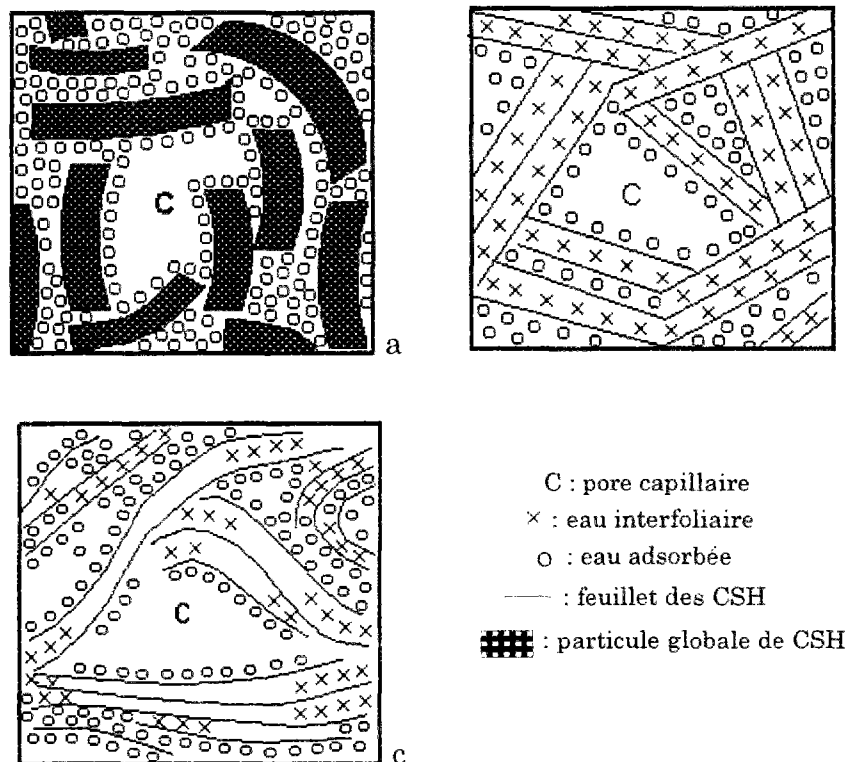 C
a
C
C
c
C : pore capillaire
× : eau interfoliaire
o : eau adsorbée
— : feuillet des CSH
: particule globale de CSH